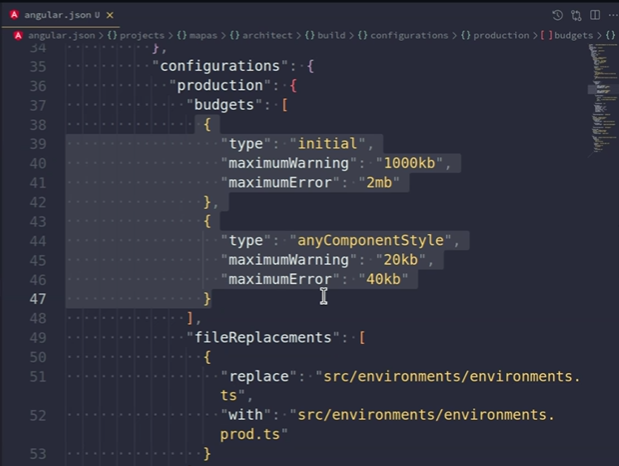 angular.json U
angular.json > {} projects > {} mapas > {} architect > {} build > {} configurations > {} production > [ ] budgets > {}
34 },
35 "configurations": {
36 "production": {
37 "budgets": [
38 {
39 "type": "initial",
40 "maximumWarning": "1000kb",
41 "maximumError": "2mb"
42 },
43 {
44 "type": "anyComponentStyle",
45 "maximumWarning": "20kb",
46 "maximumError": "40kb"
47 }
48 ],
49 "fileReplacements": [
50 {
51 "replace": "src/environments/environments.
ts",
52 "with": "src/environments/environments.
prod.ts"
53 }